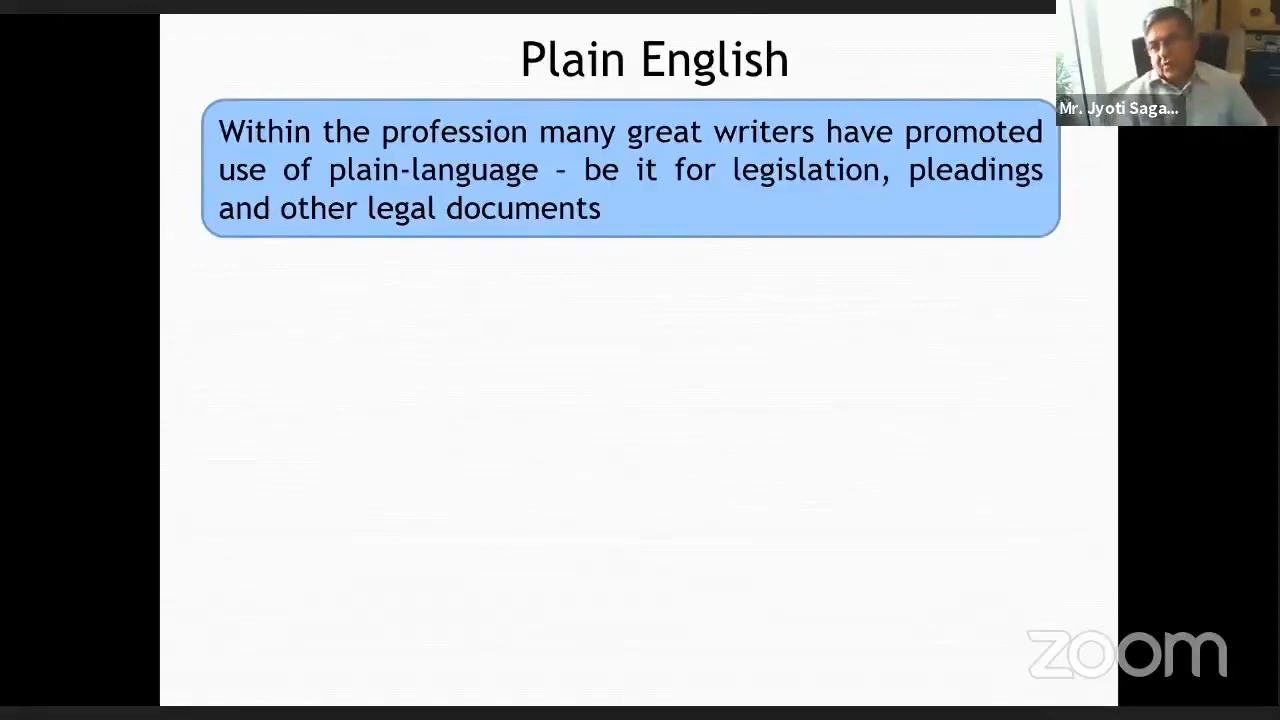 Plain English
Mr. Jyoti Saga...
Within the profession many great writers have promoted
use of plain-language – be it for legislation, pleadings
and other legal documents
zoom